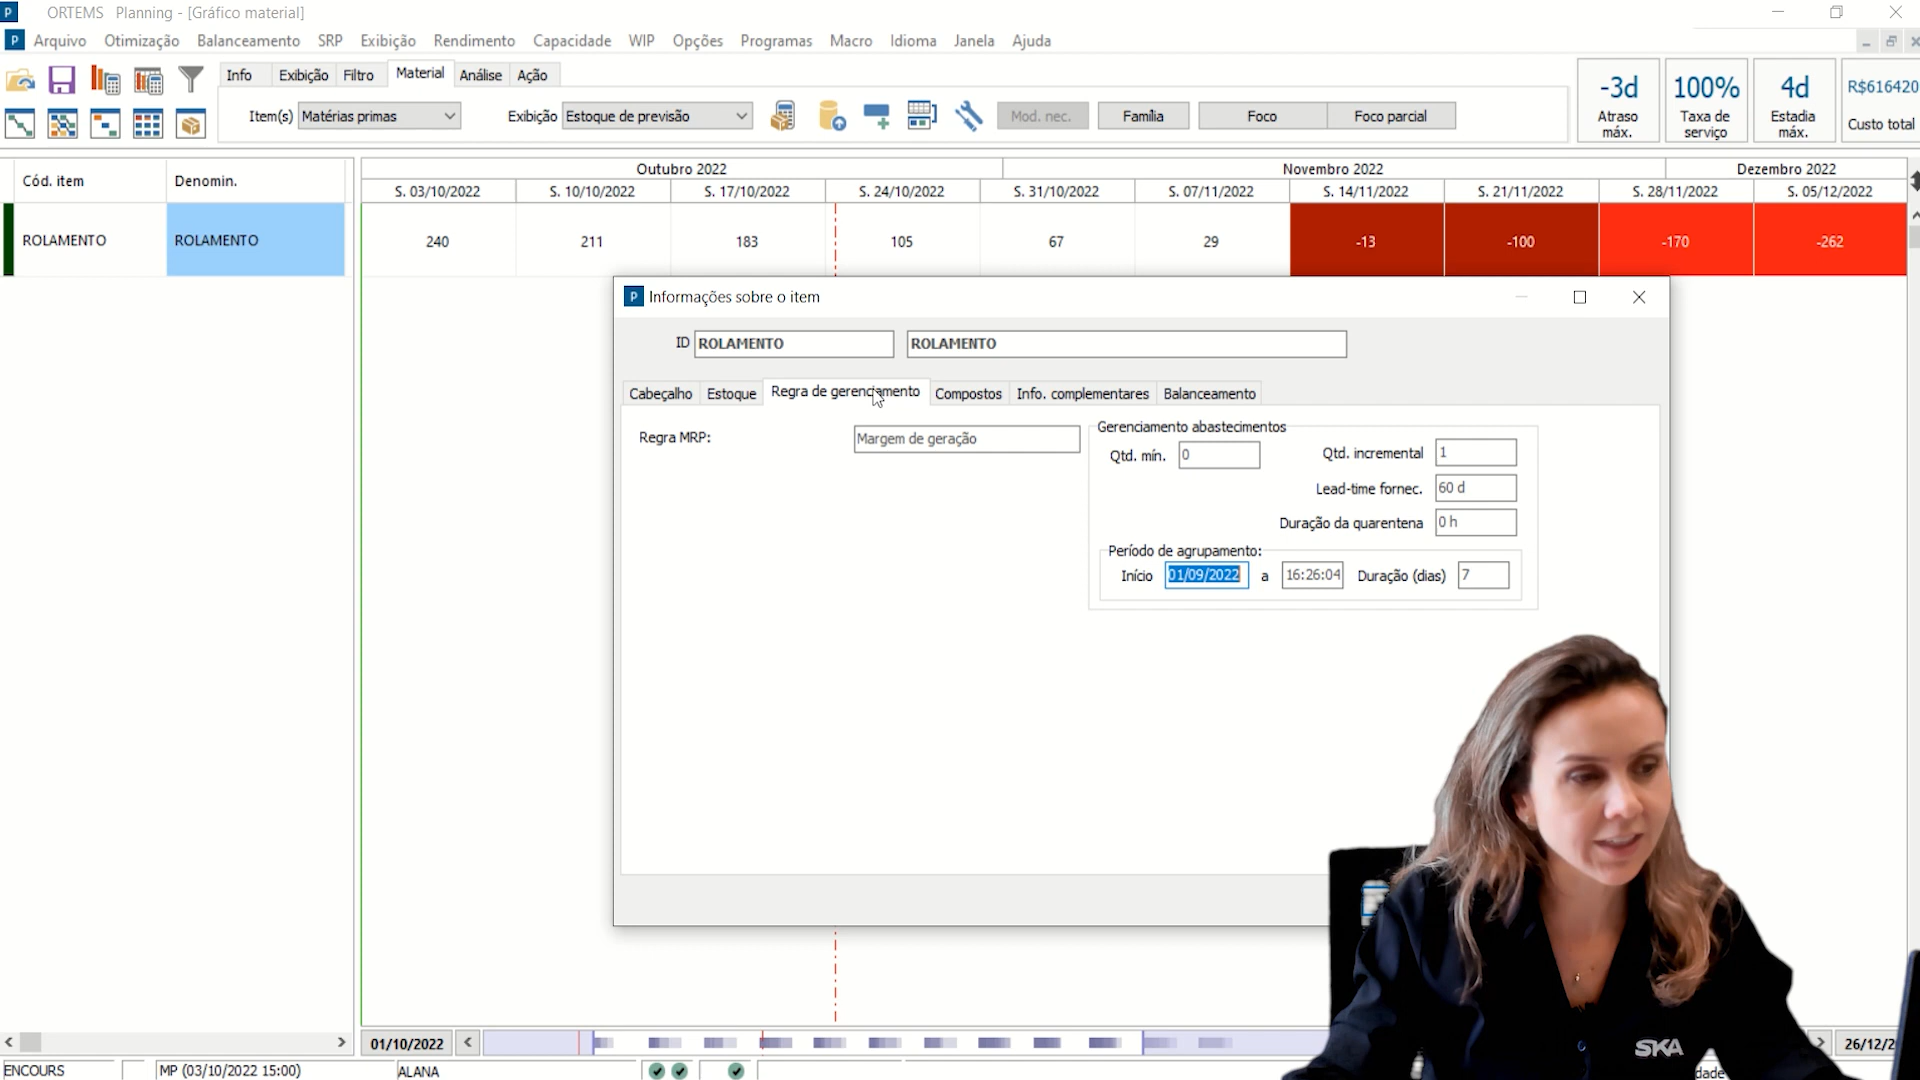 ORTEMS Planning - [Gráfico material]
Arquivo Otimização Balanceamento SRP Exibição Rendimento Capacidade WIP Opções Programas Macro Idioma Janela Ajuda
Info Exibição Filtro Material Análise Ação
Item(s) Matérias primas Exibição Estoque de previsão Mod. nec. Família Foco Foco parcial
-3d Atraso máx.
100% Taxa de serviço
4d Estadia máx.
R$616420 Custo total
Cód. item Denomin.
Outubro 2022 Novembro 2022 Dezembro 2022
S. 03/10/2022 S. 10/10/2022 S. 17/10/2022 S. 24/10/2022 S. 31/10/2022 S. 07/11/2022 S. 14/11/2022 S. 21/11/2022 S. 28/11/2022 S. 05/12/2022
ROLAMENTO ROLAMENTO 240 211 183 105 67 29 -13 -100 -170 -262
Informações sobre o item
ID ROLAMENTO ROLAMENTO
Cabeçalho Estoque Regra de gerenciamento Compostos Info. complementares Balanceamento
Regra MRP: Margem de geração
Gerenciamento abastecimentos
Qtd. mín. 0 Qtd. incremental 1
Lead-time fornec. 60 d
Duração da quarentena 0 h
Período de agrupamento:
Início 01/09/2022 a 16:26:04 Duração (dias) 7
SKA
01/10/2022 26/12/2
ENCOURS MP (03/10/2022 15:00) ALANA dade